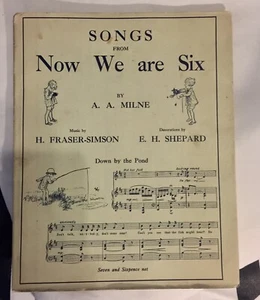 SONGS
FROM
Now We are Six
BY
A. A. MILNE
Music by
Decorations by
H. FRASER-SIMSON
E. H. SHEPARD
Down by the Pond
Seven and Sixpence net